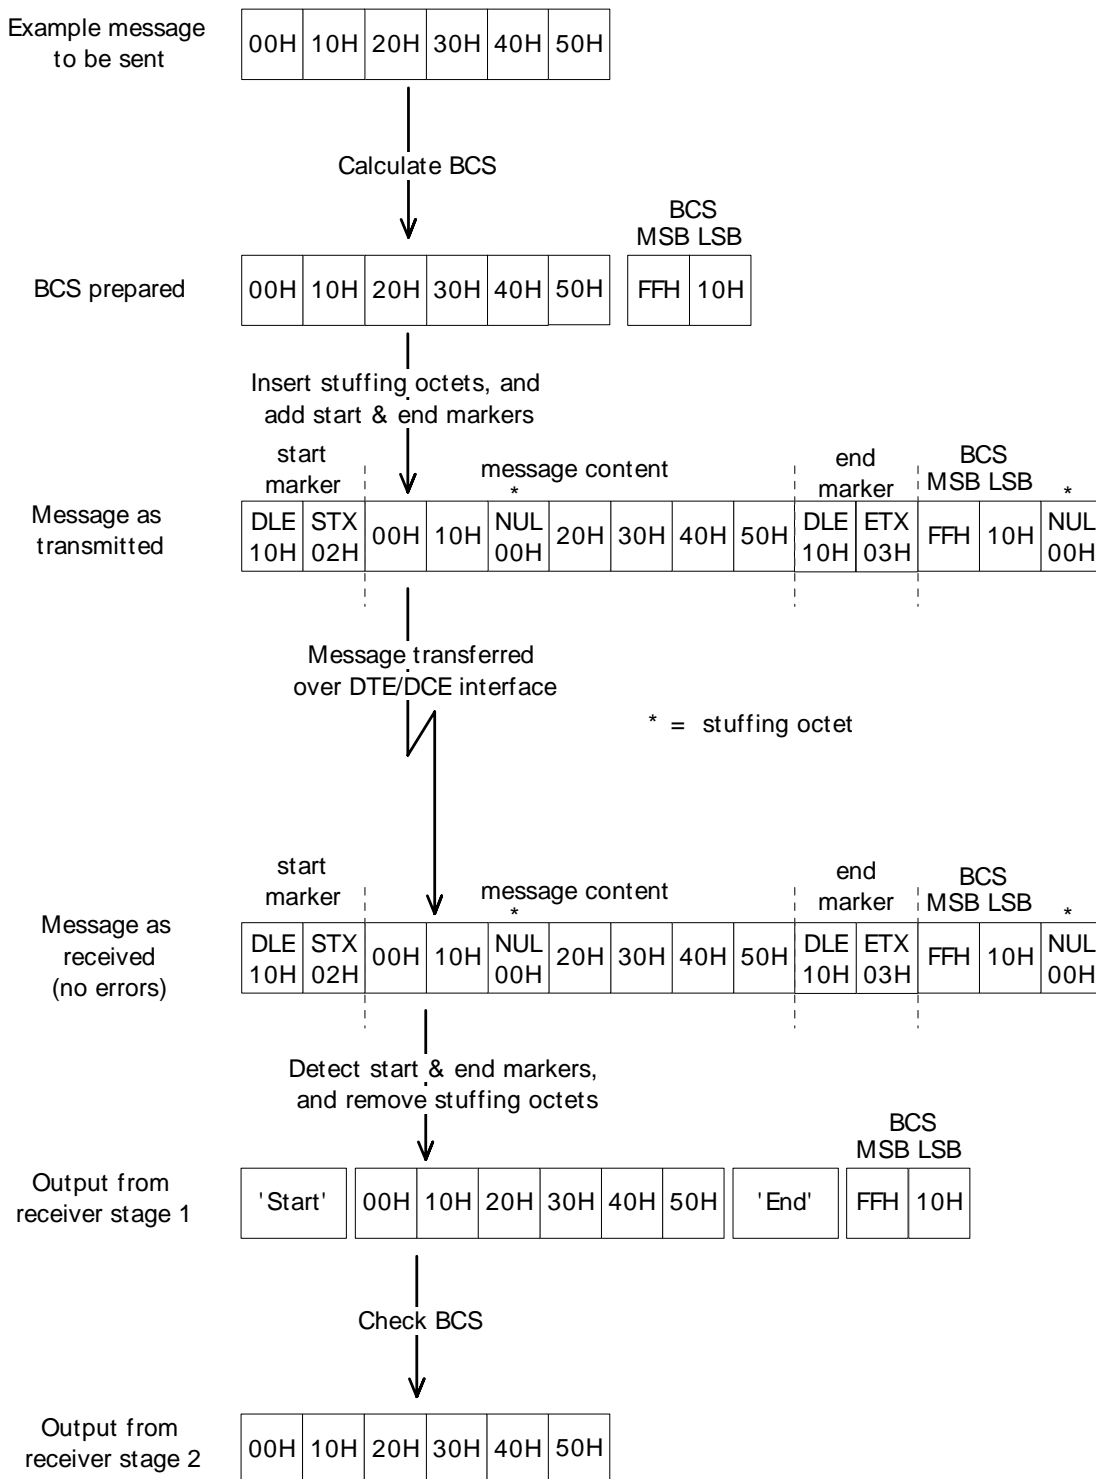 Example message
to be sent
00H 10H 20H 30H 40H 50H
Calculate BCS
BCS
MSB LSB
BCS prepared
00H 10H 20H 30H 40H 50H FFH 10H
Insert stuffing octets, and
add start & end markers
start
marker
message content
*
end
marker
BCS
MSB LSB
*
Message as
transmitted
DLE STX 00H 10H NUL 20H 30H 40H 50H DLE ETX FFH 10H NUL
10H 02H 00H 10H 03H 00H
Message transferred
over DTE/DCE interface
* = stuffing octet
start
marker
message content
*
end
marker
BCS
MSB LSB
*
Message as
received
(no errors)
DLE STX 00H 10H NUL 20H 30H 40H 50H DLE ETX FFH 10H NUL
10H 02H 00H 10H 03H 00H
Detect start & end markers,
and remove stuffing octets
BCS
MSB LSB
Output from
receiver stage 1
'Start' 00H 10H 20H 30H 40H 50H 'End' FFH 10H
Check BCS
Output from
receiver stage 2
00H 10H 20H 30H 40H 50H